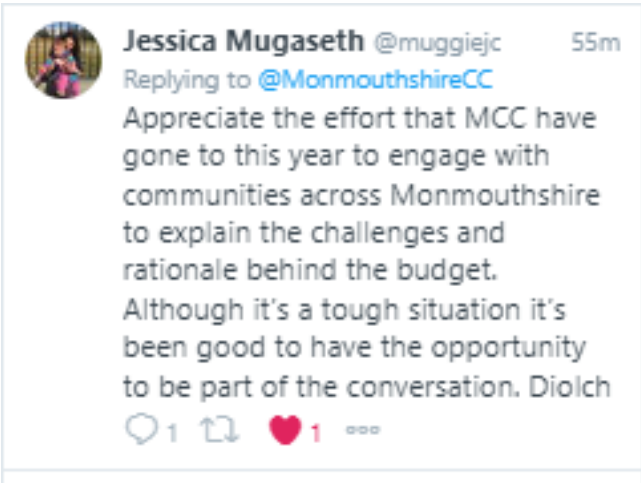 Jessica Mugaseth @muggiejc 55m
Replying to @MonmouthshireCC
Appreciate the effort that MCC have
gone to this year to engage with
communities across Monmouthshire
to explain the challenges and
rationale behind the budget.
Although it's a tough situation it's
been good to have the opportunity
to be part of the conversation. Diolch
1 1